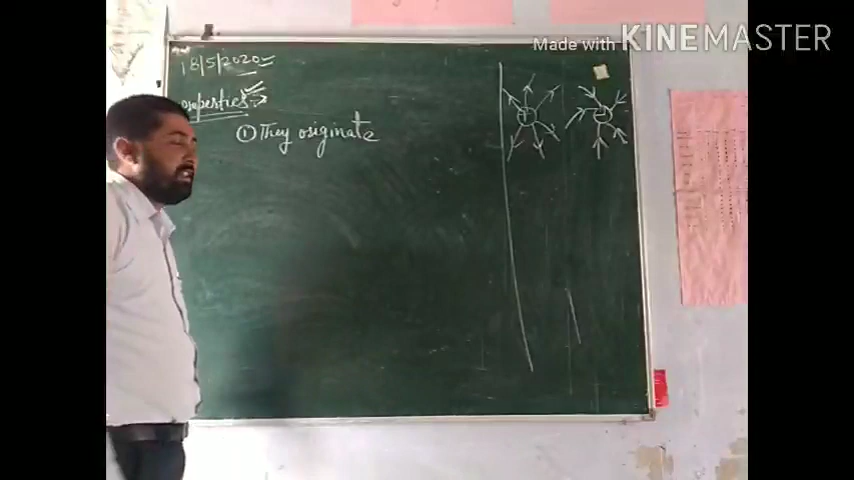 Made with KINEMASTER
18/5/2020
Properties :→
① They originate
+
-